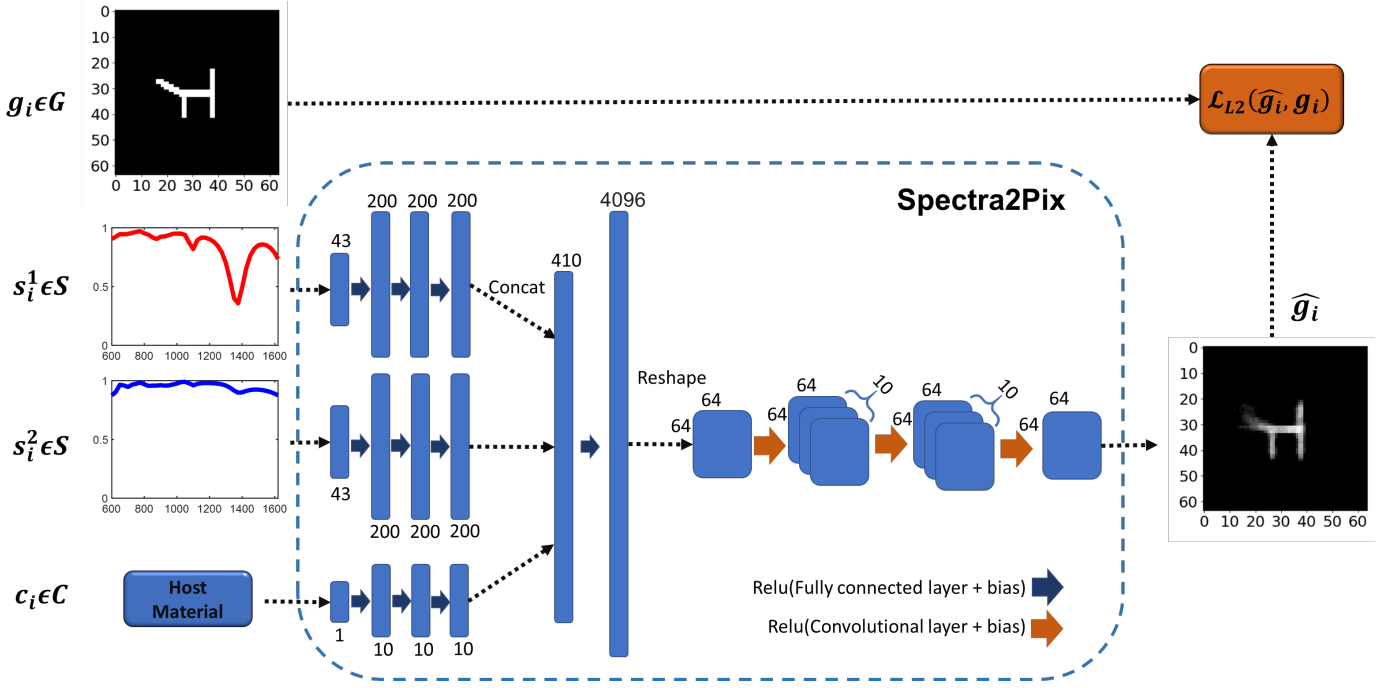 0
10
20
30
40
50
60
0 10 20 30 40 50 60
g_i ϵ G
ℒ_L2(ĝ_i, g_i)
Spectra2Pix
s_i^1 ϵ S
1
0.5
0
600 800 1000 1200 1400 1600
s_i^2 ϵ S
1
0.5
0
600 800 1000 1200 1400 1600
c_i ϵ C
Host
Material
43
200 200 200
43
200 200 200
1
10 10 10
Concat
410
4096
Reshape
64
64
64
64
10
64
64
10
64
64
ĝ_i
0
10
20
30
40
50
60
0 10 20 30 40 50 60
Relu(Fully connected layer + bias)
Relu(Convolutional layer + bias)